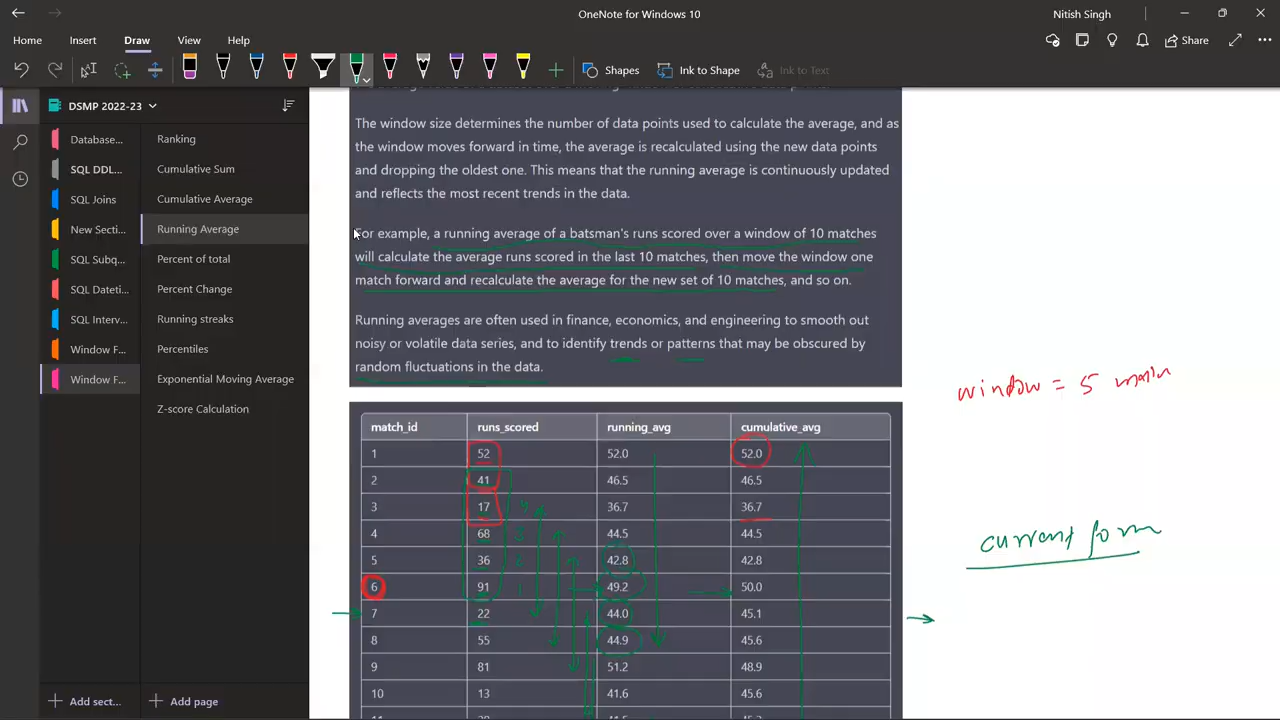 OneNote for Windows 10
Nitish Singh
Home Insert Draw View Help
Share
Shapes Ink to Shape Ink to Text
DSMP 2022-23
Database...
SQL DDL...
SQL Joins
New Secti...
SQL Subq...
SQL Dateti...
SQL Interv...
Window F...
Window F...
Add sect...
Ranking
Cumulative Sum
Cumulative Average
Running Average
Percent of total
Percent Change
Running streaks
Percentiles
Exponential Moving Average
Z-score Calculation
Add page
The window size determines the number of data points used to calculate the average, and as
the window moves forward in time, the average is recalculated using the new data points
and dropping the oldest one. This means that the running average is continuously updated
and reflects the most recent trends in the data.
For example, a running average of a batsman's runs scored over a window of 10 matches
will calculate the average runs scored in the last 10 matches, then move the window one
match forward and recalculate the average for the new set of 10 matches, and so on.
Running averages are often used in finance, economics, and engineering to smooth out
noisy or volatile data series, and to identify trends or patterns that may be obscured by
random fluctuations in the data.
match_id runs_scored running_avg cumulative_avg
1 52 52.0 52.0
2 41 46.5 46.5
3 17 36.7 36.7
4 68 44.5 44.5
5 36 42.8 42.8
6 91 49.2 50.0
7 22 44.0 45.1
8 55 44.9 45.6
9 81 51.2 48.9
10 13 41.6 45.6
window = 5
current form